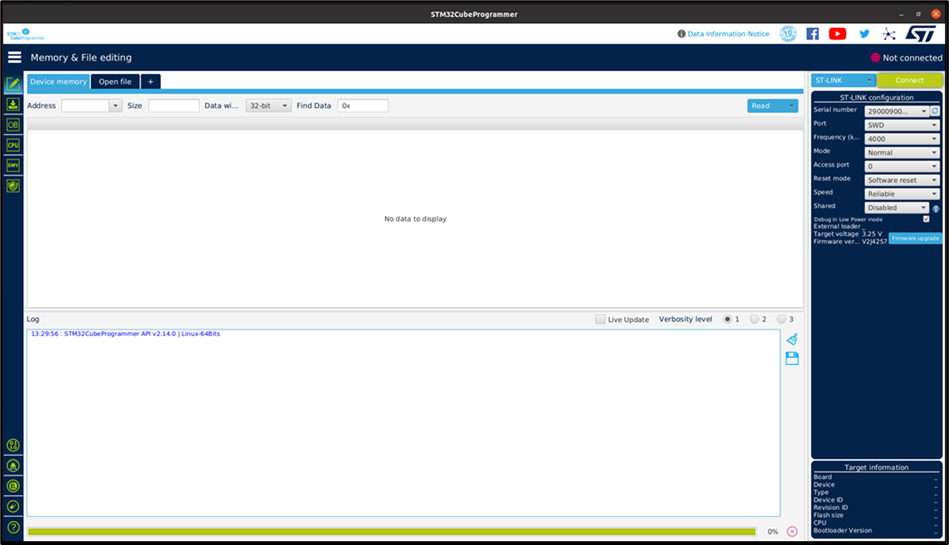 STM32CubeProgrammer
STM32
CubeProgrammer
Data Information Notice
Memory & File editing
Not connected
Device memory
Open file
+
ST-LINK
Connect
Address
Size
Data wi...
32-bit
Find Data
0x
Read
ST-LINK configuration
Serial number
29000900...
Port
SWD
Frequency (k...
4000
Mode
Normal
Access port
0
Reset mode
Software reset
Speed
Reliable
Shared
Disabled
Debug in Low Power mode
External loader _
Target voltage 3.25 V
Firmware ver... V2J42S7
Firmware upgrade
OB
CPU
SWV
No data to display
Log
Live Update
Verbosity level
1
2
3
13:29:56 : STM32CubeProgrammer API v2.14.0 | Linux-64Bits
Target information
Board _
Device _
Type _
Device ID _
Revision ID _
Flash size _
CPU _
Bootloader Version _
0%